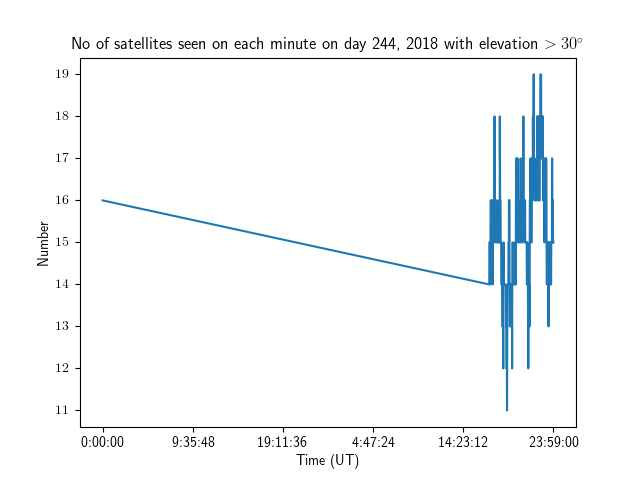 No of satellites seen on each minute on day 244, 2018 with elevation > 30°
19
18
17
16
15
14
13
12
11
Number
0:00:00 9:35:48 19:11:36 4:47:24 14:23:12 23:59:00
Time (UT)